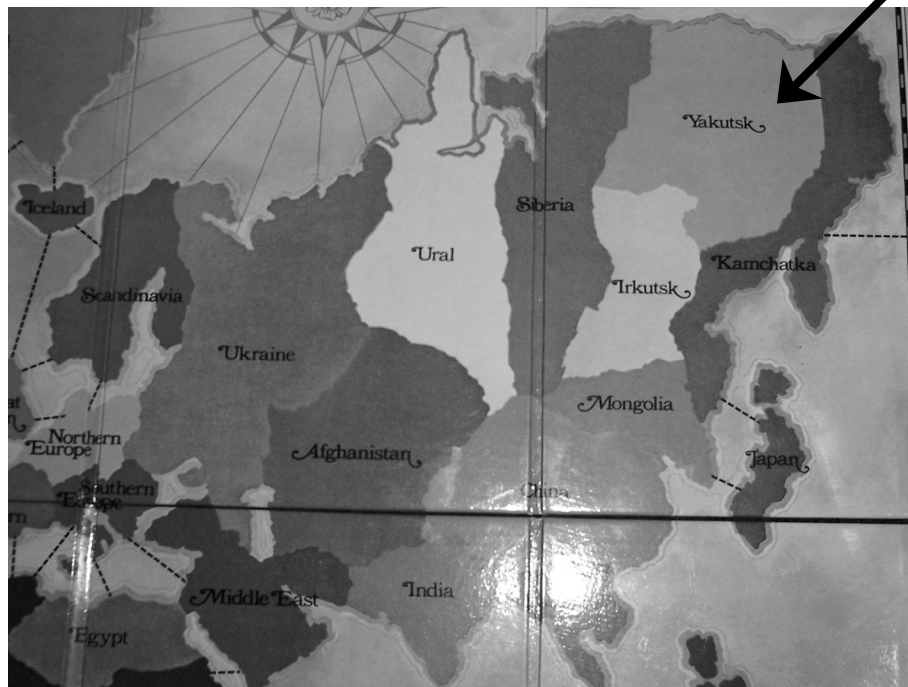 Yakutsk
Iceland
Siberia
Ural
Kamchatka
Scandinavia
Irkutsk
Ukraine
Mongolia
Northern
Europe
Afghanistan
Japan
Southern
Europe
China
India
Middle East
Egypt